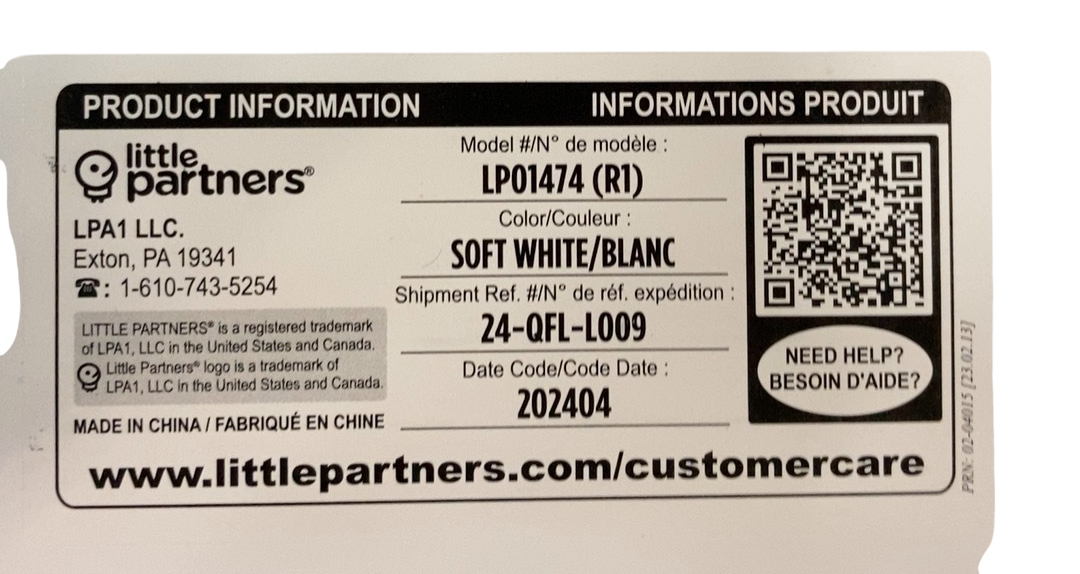 PRODUCT INFORMATION INFORMATIONS PRODUIT
little
partners®
LPA1 LLC.
Exton, PA 19341
☎: 1-610-743-5254
LITTLE PARTNERS® is a registered trademark
of LPA1, LLC in the United States and Canada.
Little Partners® logo is a trademark of
LPA1, LLC in the United States and Canada.
MADE IN CHINA / FABRIQUÉ EN CHINE
Model #/N° de modèle :
LP01474 (R1)
Color/Couleur :
SOFT WHITE/BLANC
Shipment Ref. #/N° de réf. expédition :
24-QFL-L009
Date Code/Code Date :
202404
NEED HELP?
BESOIN D'AIDE?
www.littlepartners.com/customercare
PRN: 02-04015 [23.02.13]